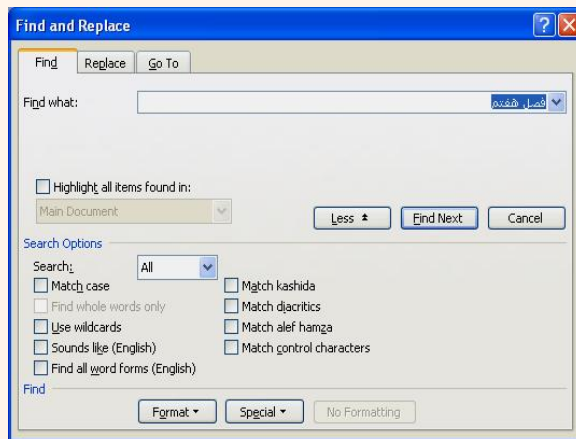 Find and Replace
Find Replace Go To
Find what: فصل هفتم
Highlight all items found in:
Main Document
Less Find Next Cancel
Search Options
Search: All
Match case Match kashida
Find whole words only Match diacritics
Use wildcards Match alef hamza
Sounds like (English) Match control characters
Find all word forms (English)
Find
Format Special No Formatting